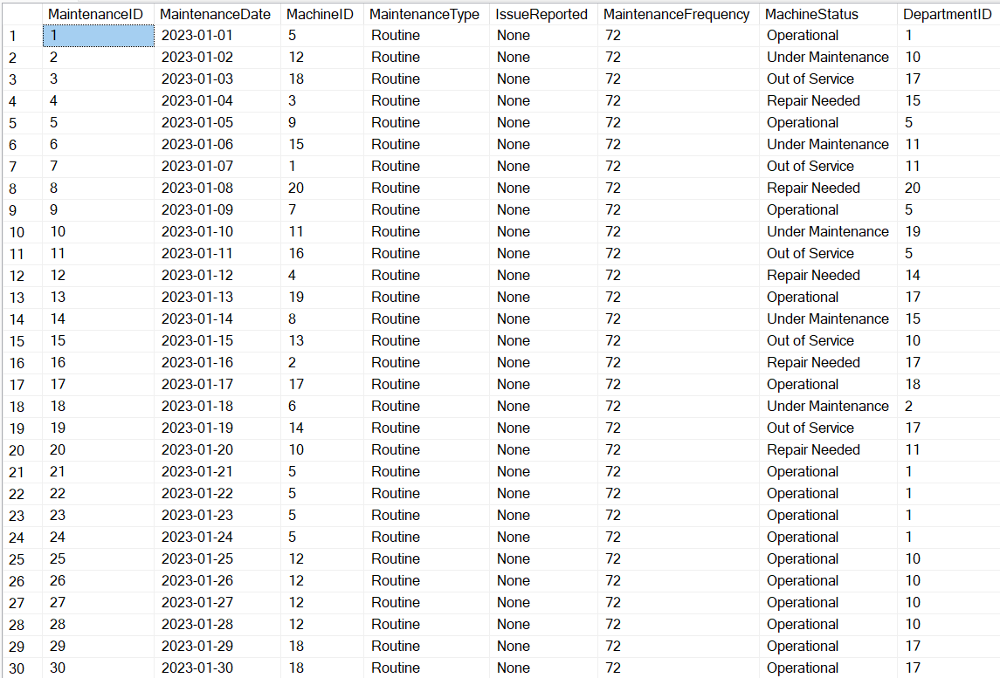 MaintenanceID MaintenanceDate MachineID MaintenanceType IssueReported MaintenanceFrequency MachineStatus DepartmentID
1 1 2023-01-01 5 Routine None 72 Operational 1
2 2 2023-01-02 12 Routine None 72 Under Maintenance 10
3 3 2023-01-03 18 Routine None 72 Out of Service 17
4 4 2023-01-04 3 Routine None 72 Repair Needed 15
5 5 2023-01-05 9 Routine None 72 Operational 5
6 6 2023-01-06 15 Routine None 72 Under Maintenance 11
7 7 2023-01-07 1 Routine None 72 Out of Service 11
8 8 2023-01-08 20 Routine None 72 Repair Needed 20
9 9 2023-01-09 7 Routine None 72 Operational 5
10 10 2023-01-10 11 Routine None 72 Under Maintenance 19
11 11 2023-01-11 16 Routine None 72 Out of Service 5
12 12 2023-01-12 4 Routine None 72 Repair Needed 14
13 13 2023-01-13 19 Routine None 72 Operational 17
14 14 2023-01-14 8 Routine None 72 Under Maintenance 15
15 15 2023-01-15 13 Routine None 72 Out of Service 10
16 16 2023-01-16 2 Routine None 72 Repair Needed 17
17 17 2023-01-17 17 Routine None 72 Operational 18
18 18 2023-01-18 6 Routine None 72 Under Maintenance 2
19 19 2023-01-19 14 Routine None 72 Out of Service 17
20 20 2023-01-20 10 Routine None 72 Repair Needed 11
21 21 2023-01-21 5 Routine None 72 Operational 1
22 22 2023-01-22 5 Routine None 72 Operational 1
23 23 2023-01-23 5 Routine None 72 Operational 1
24 24 2023-01-24 5 Routine None 72 Operational 1
25 25 2023-01-25 12 Routine None 72 Operational 10
26 26 2023-01-26 12 Routine None 72 Operational 10
27 27 2023-01-27 12 Routine None 72 Operational 10
28 28 2023-01-28 12 Routine None 72 Operational 10
29 29 2023-01-29 18 Routine None 72 Operational 17
30 30 2023-01-30 18 Routine None 72 Operational 17